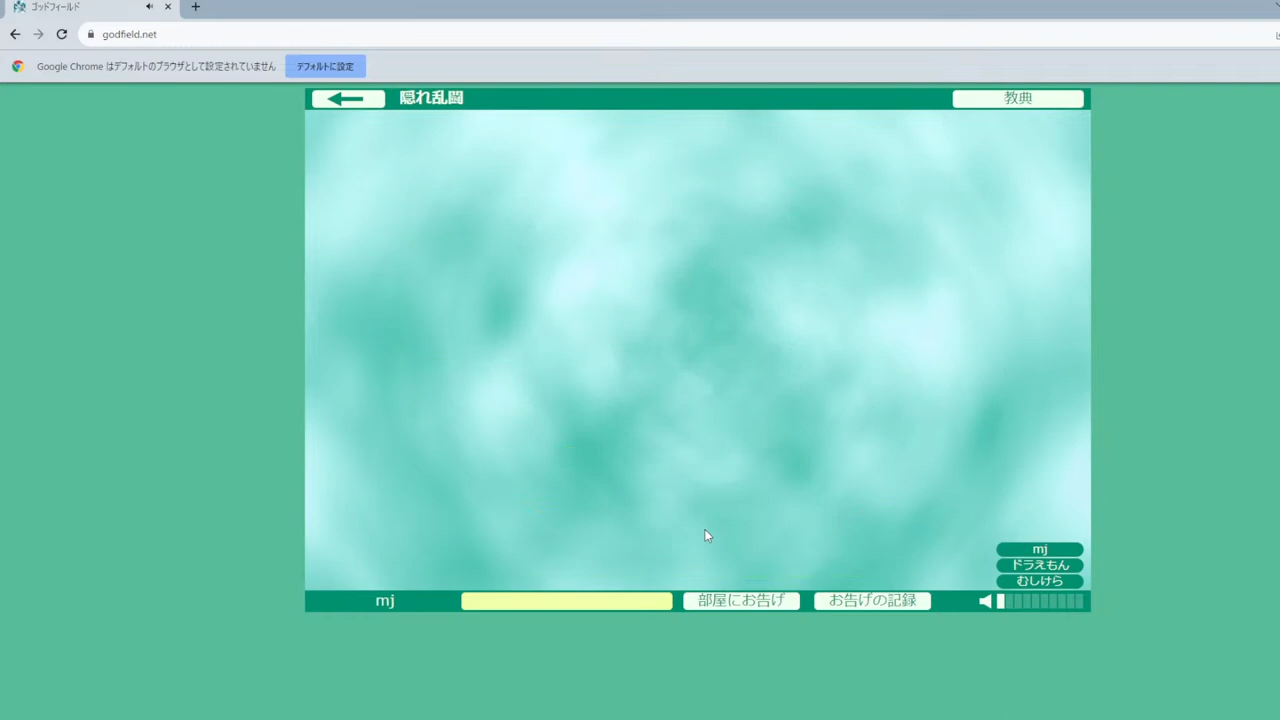 ゴッドフィールド
godfield.net
Google Chrome はデフォルトのブラウザとして設定されていません デフォルトに設定
隠れ乱闘 教典
mj
ドラえもん
むしけら
mj 部屋にお告げ お告げの記録